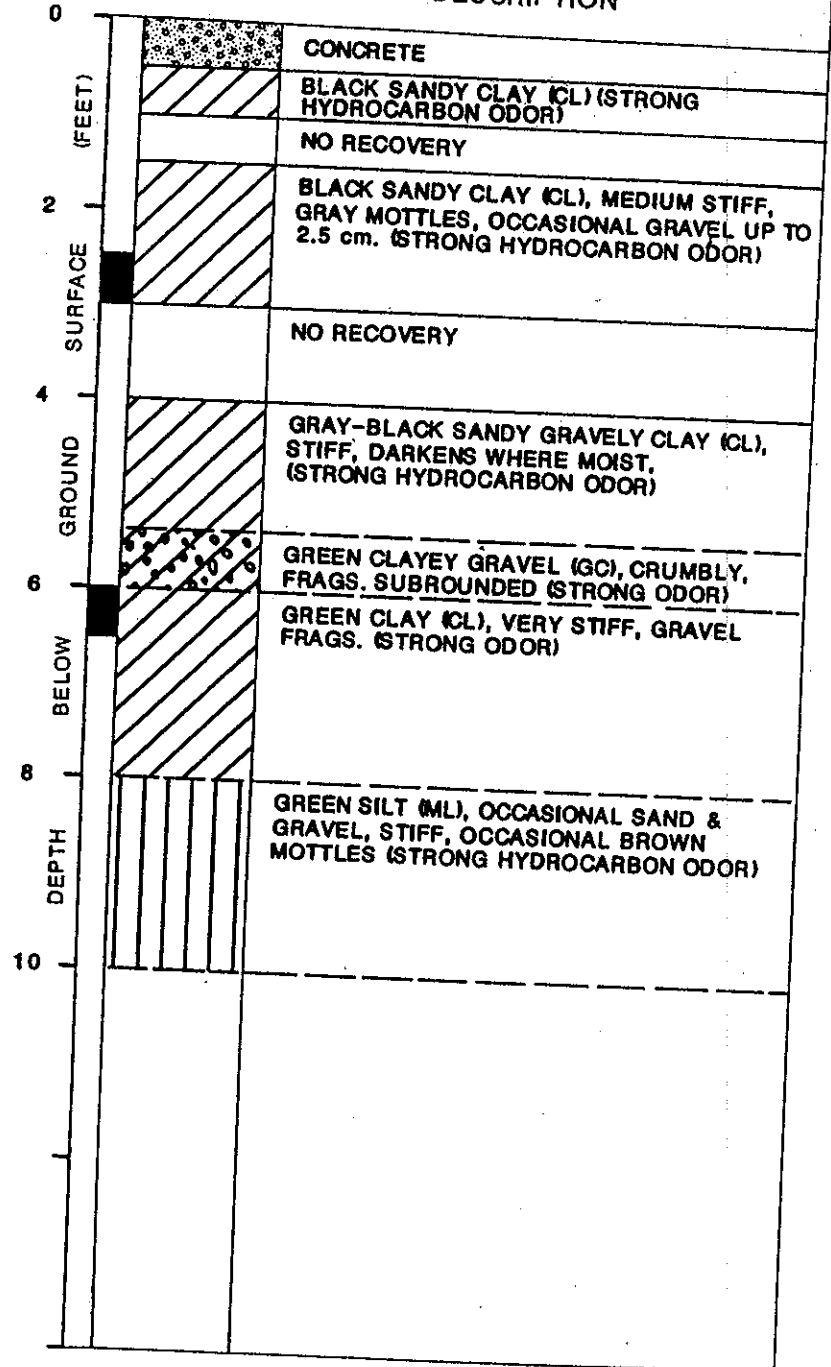 DESCRIPTION
0
CONCRETE
BLACK SANDY CLAY (CL) (STRONG
HYDROCARBON ODOR)
NO RECOVERY
2
BLACK SANDY CLAY (CL), MEDIUM STIFF,
GRAY MOTTLES, OCCASIONAL GRAVEL UP TO
2.5 cm. (STRONG HYDROCARBON ODOR)
NO RECOVERY
4
GRAY-BLACK SANDY GRAVELY CLAY (CL),
STIFF, DARKENS WHERE MOIST.
(STRONG HYDROCARBON ODOR)
GREEN CLAYEY GRAVEL (GC), CRUMBLY,
FRAGS. SUBROUNDED (STRONG ODOR)
6
GREEN CLAY (CL), VERY STIFF, GRAVEL
FRAGS. (STRONG ODOR)
8
GREEN SILT (ML), OCCASIONAL SAND &
GRAVEL, STIFF, OCCASIONAL BROWN
MOTTLES (STRONG HYDROCARBON ODOR)
10
DEPTH BELOW GROUND SURFACE (FEET)